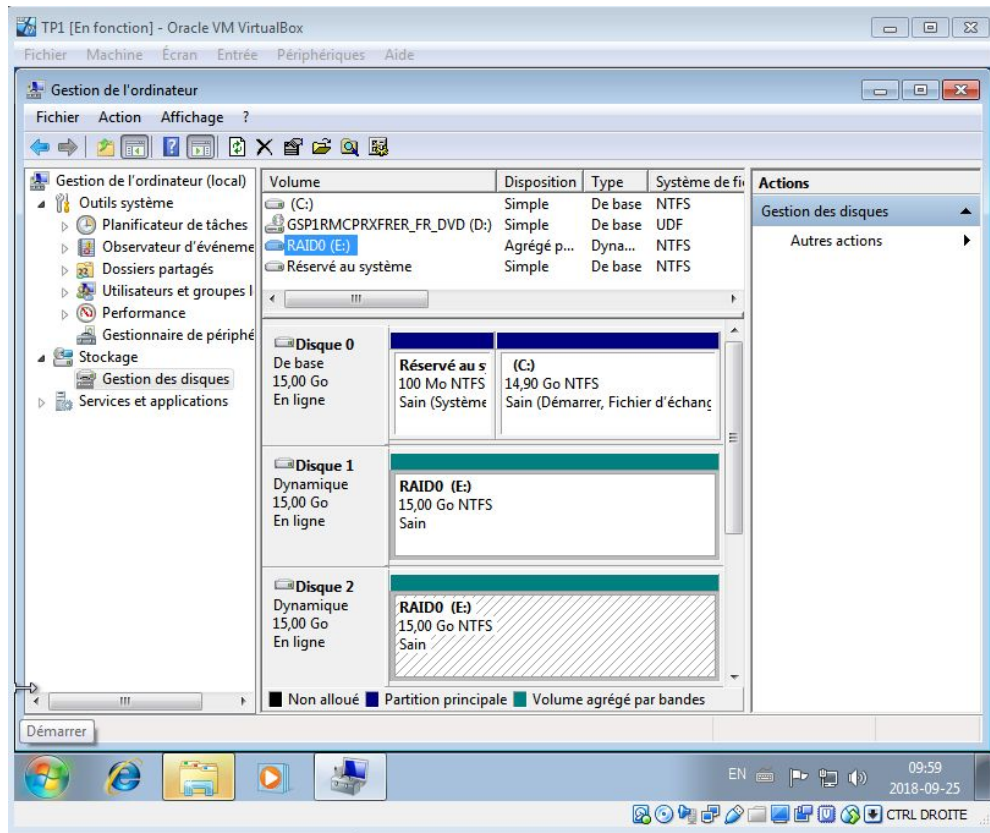 TP1 [En fonction] - Oracle VM VirtualBox
Fichier Machine Écran Entrée Périphériques Aide
Gestion de l'ordinateur
Fichier Action Affichage ?
Gestion de l'ordinateur (local)
Outils système
Planificateur de tâches
Observateur d'événeme
Dossiers partagés
Utilisateurs et groupes l
Performance
Gestionnaire de périphé
Stockage
Gestion des disques
Services et applications
Volume Disposition Type Système de fi
(C:) Simple De base NTFS
GSP1RMCPRXFRER_FR_DVD (D:) Simple De base UDF
RAID0 (E:) Agrégé p... Dyna... NTFS
Réservé au système Simple De base NTFS
Disque 0
De base
15,00 Go
En ligne
Réservé au s
100 Mo NTFS
Sain (Système
(C:)
14,90 Go NTFS
Sain (Démarrer, Fichier d'échang
Disque 1
Dynamique
15,00 Go
En ligne
RAID0 (E:)
15,00 Go NTFS
Sain
Disque 2
Dynamique
15,00 Go
En ligne
RAID0 (E:)
15,00 Go NTFS
Sain
Non alloué Partition principale Volume agrégé par bandes
Actions
Gestion des disques
Autres actions
Démarrer
EN
09:59
2018-09-25
CTRL DROITE